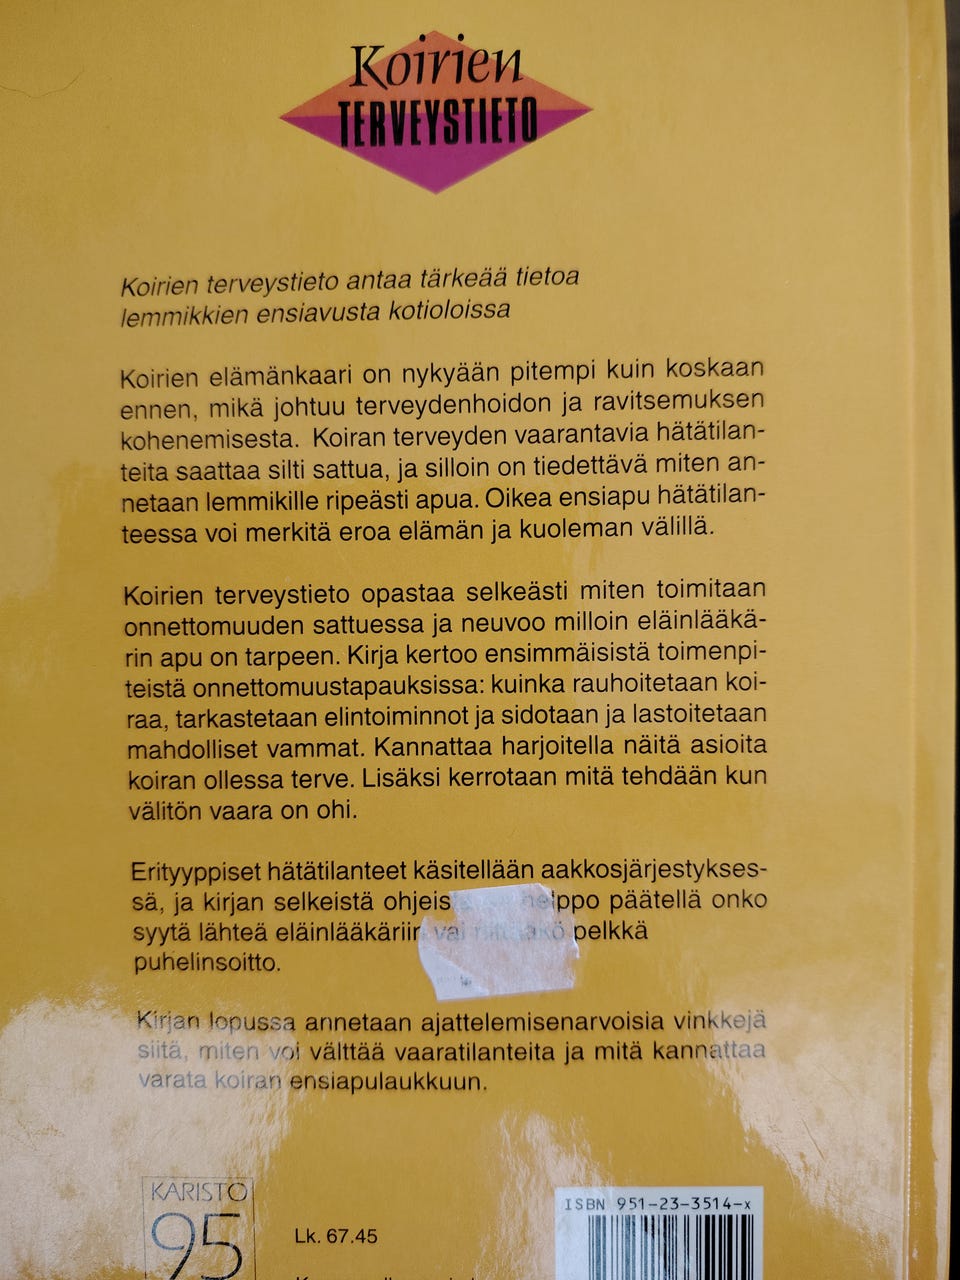 Koirien
TERVEYSTIETO
Koirien terveystieto antaa tärkeää tietoa
lemmikkien ensiavusta kotioloissa
Koirien elämänkaari on nykyään pitempi kuin koskaan
ennen, mikä johtuu terveydenhoidon ja ravitsemuksen
kohenemisesta. Koiran terveyden vaarantavia hätätilan-
teita saattaa silti sattua, ja silloin on tiedettävä miten an-
netaan lemmikille ripeästi apua. Oikea ensiapu hätätilan-
teessa voi merkitä eroa elämän ja kuoleman välillä.
Koirien terveystieto opastaa selkeästi miten toimitaan
onnettomuuden sattuessa ja neuvoo milloin eläinlääkä-
rin apu on tarpeen. Kirja kertoo ensimmäisistä toimenpi-
teistä onnettomuustapauksissa: kuinka rauhoitetaan koi-
raa, tarkastetaan elintoiminnot ja sidotaan ja lastoitetaan
mahdolliset vammat. Kannattaa harjoitella näitä asioita
koiran ollessa terve. Lisäksi kerrotaan mitä tehdään kun
välitön vaara on ohi.
Erityyppiset hätätilanteet käsitellään aakkosjärjestykses-
sä, ja kirjan selkeistä helppo päätellä onko
syytä lähteä eläinlääkäriin vai riittääkö pelkkä
puhelinsoitto.
Kirjan lopussa annetaan ajattelemisenarvoisia vinkkejä
siitä, miten voi välttää vaaratilanteita ja mitä kannattaa
varata koiran ensiapulaukkuun.
KARISTO
95
Lk. 67.45
ISBN 951-23-3514-x